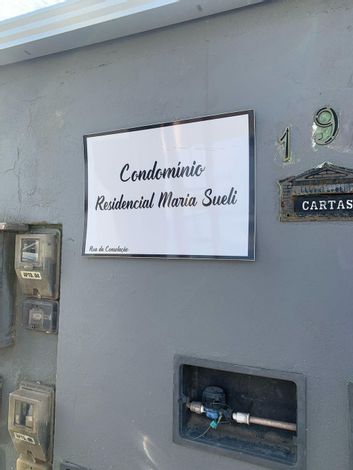 Condomínio
Residencial Maria Sueli
Rua da Consolação
19
CARTAS